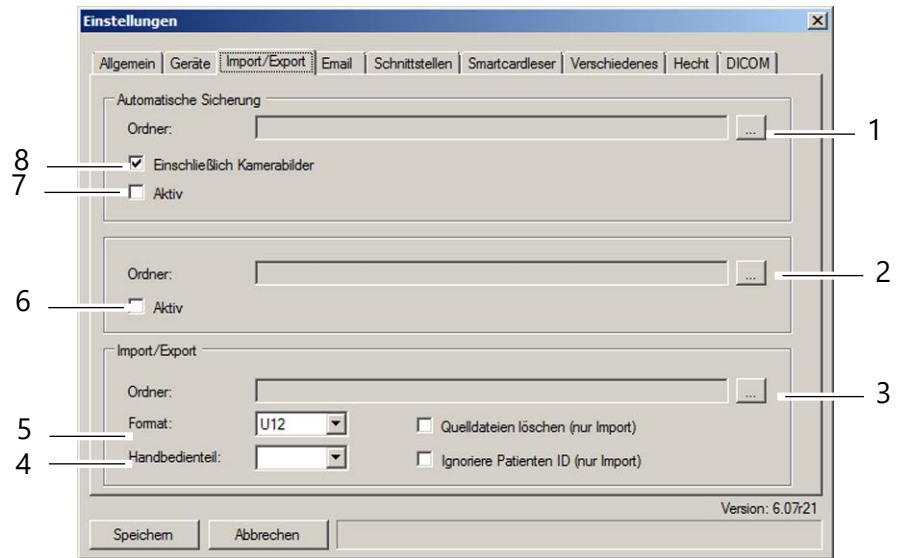 Einstellungen
Allgemein Geräte Import/Export Email Schnittstellen Smartcardleser Verschiedenes Hecht DICOM
Automatische Sicherung
Ordner: ... 1
8 Einschließlich Kamerabilder
7 Aktiv
Ordner: ... 2
6 Aktiv
Import/Export
Ordner: ... 3
5 Format: U12 Quelldateien löschen (nur Import)
4 Handbedienteil: Ignoriere Patienten ID (nur Import)
Version: 6.07r21
Speichern Abbrechen